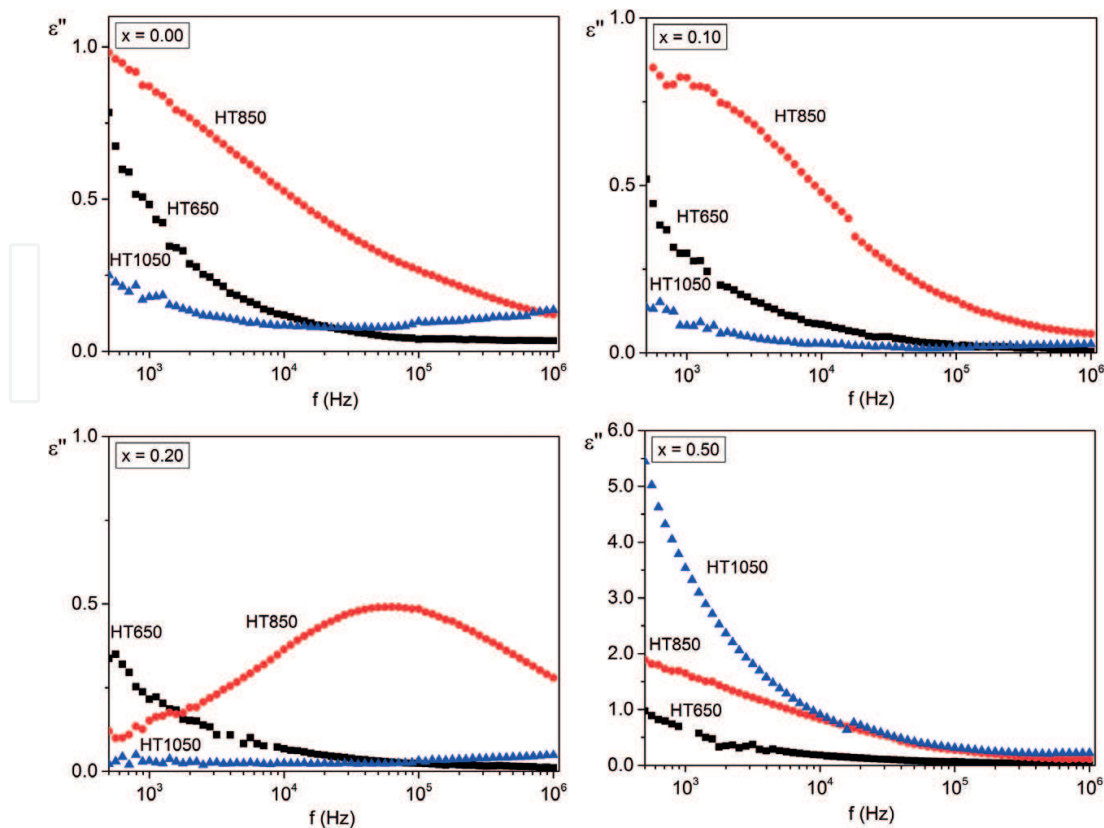 ε"
x = 0.00
1.0
0.5
0.0
HT850
HT650
HT1050
10³
10⁴
10⁵
10⁶
f (Hz)
ε"
x = 0.10
1.0
0.5
0.0
HT850
HT650
HT1050
10³
10⁴
10⁵
10⁶
f (Hz)
ε"
x = 0.20
1.0
0.5
0.0
HT650
HT850
HT1050
10³
10⁴
10⁵
10⁶
f (Hz)
ε"
x = 0.50
6.0
5.0
4.0
3.0
2.0
1.0
0.0
HT1050
HT850
HT650
10³
10⁴
10⁵
10⁶
f (Hz)